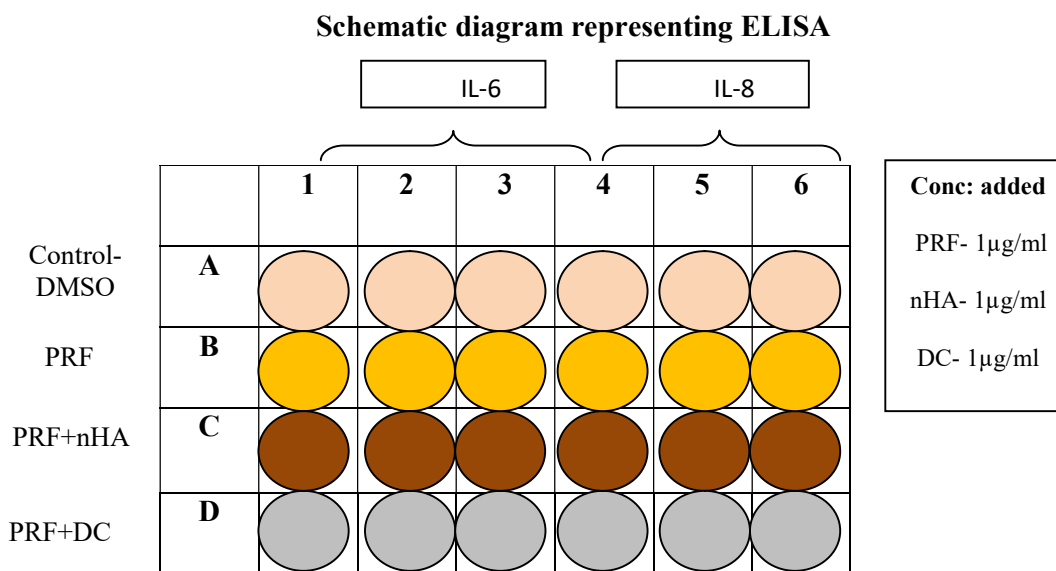 Schematic diagram representing ELISA
IL-6
IL-8
1 2 3 4 5 6
Control-
DMSO
A
PRF
B
PRF+nHA
C
PRF+DC
D
Conc: added
PRF- 1µg/ml
nHA- 1µg/ml
DC- 1µg/ml